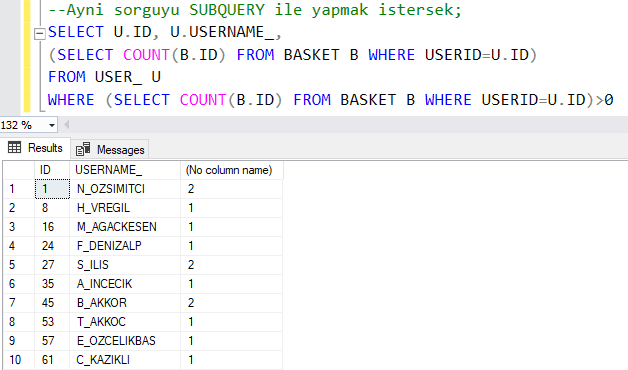 --Ayni sorguyu SUBQUERY ile yapmak istersek;
SELECT U.ID, U.USERNAME_,
(SELECT COUNT(B.ID) FROM BASKET B WHERE USERID=U.ID)
FROM USER_ U
WHERE (SELECT COUNT(B.ID) FROM BASKET B WHERE USERID=U.ID)>0
132 %
Results Messages
ID USERNAME_ (No column name)
1 1 N_OZSIMITCI 2
2 8 H_VREGIL 1
3 16 M_AGACKESEN 1
4 24 F_DENIZALP 1
5 27 S_ILIS 2
6 35 A_INCECIK 1
7 45 B_AKKOR 2
8 53 T_AKKOC 1
9 57 E_OZCELIKBAS 1
10 61 C_KAZIKLI 1